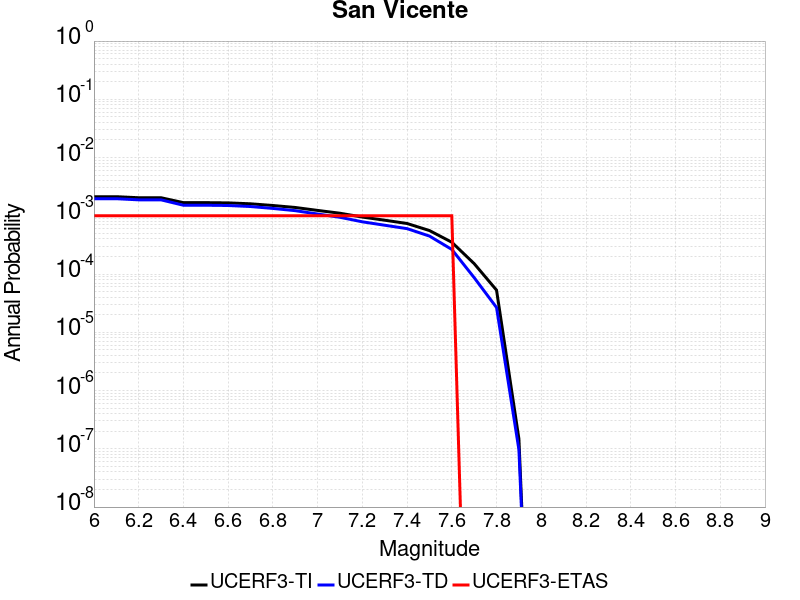 San Vicente
Annual Probability
10^0
10^-1
10^-2
10^-3
10^-4
10^-5
10^-6
10^-7
10^-8
6 6.2 6.4 6.6 6.8 7 7.2 7.4 7.6 7.8 8 8.2 8.4 8.6 8.8 9
Magnitude
UCERF3-TI UCERF3-TD UCERF3-ETAS